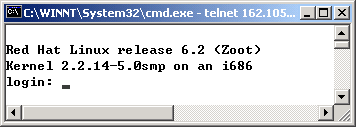 C:\WINNT\System32\cmd.exe - telnet 162.105...
Red Hat Linux release 6.2 (Zoot)
Kernel 2.2.14-5.0smp on an i686
login: _